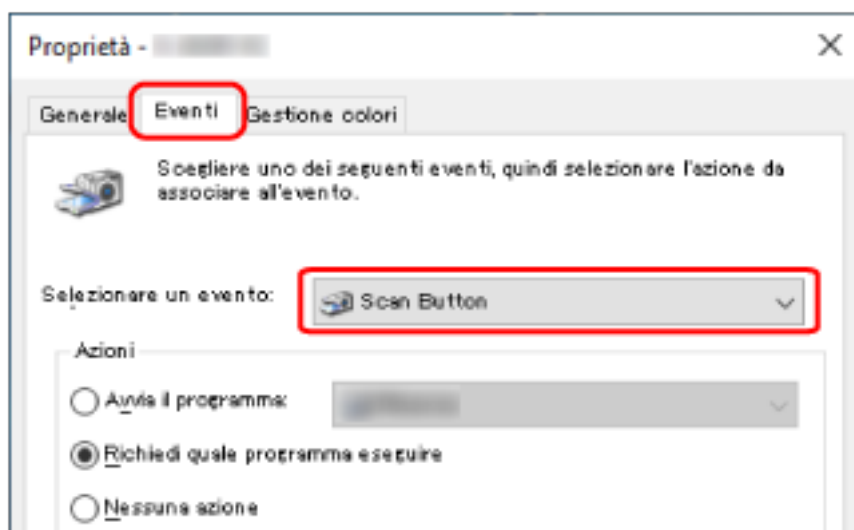 Proprietà -
Generale Eventi Gestione colori
Scegliere uno dei seguenti eventi, quindi selezionare l'azione da
associare all'evento.
Selezionare un evento: Scan Button
Azioni
Avvia il programma:
Richiedi quale programma eseguire
Nessuna azione